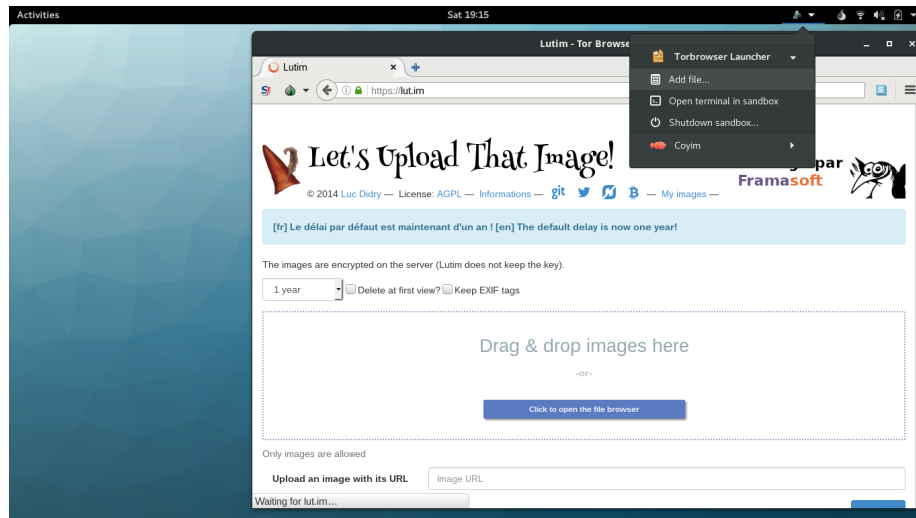 Activities
Sat 19:15
Lutim - Tor Browse
Lutim
https://lut.im
Torbrowser Launcher
Add file...
Open terminal in sandbox
Shutdown sandbox...
Coyim
Let's Upload That Image!
par
Framasoft
© 2014 Luc Didry — License: AGPL — Informations — git — My images —
[fr] Le délai par défaut est maintenant d'un an ! [en] The default delay is now one year!
The images are encrypted on the server (Lutim does not keep the key).
1 year Delete at first view? Keep EXIF tags
Drag & drop images here
-or-
Click to open the file browser
Only images are allowed
Upload an image with its URL Image URL
Waiting for lut.im…